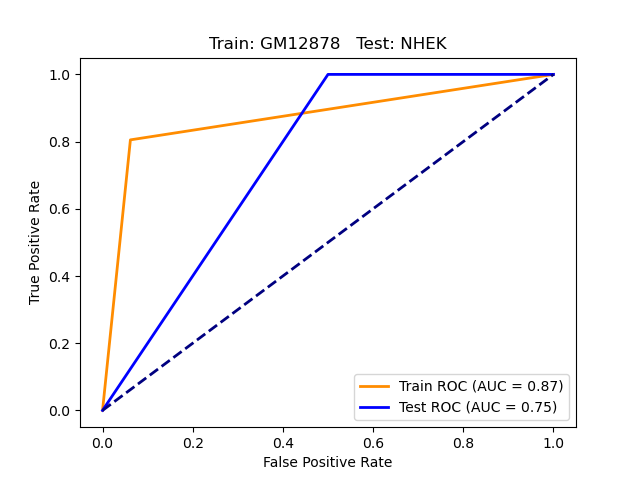 Train: GM12878   Test: NHEK
True Positive Rate
1.0
0.8
0.6
0.4
0.2
0.0
Train ROC (AUC = 0.87)
Test ROC (AUC = 0.75)
0.0 0.2 0.4 0.6 0.8 1.0
False Positive Rate